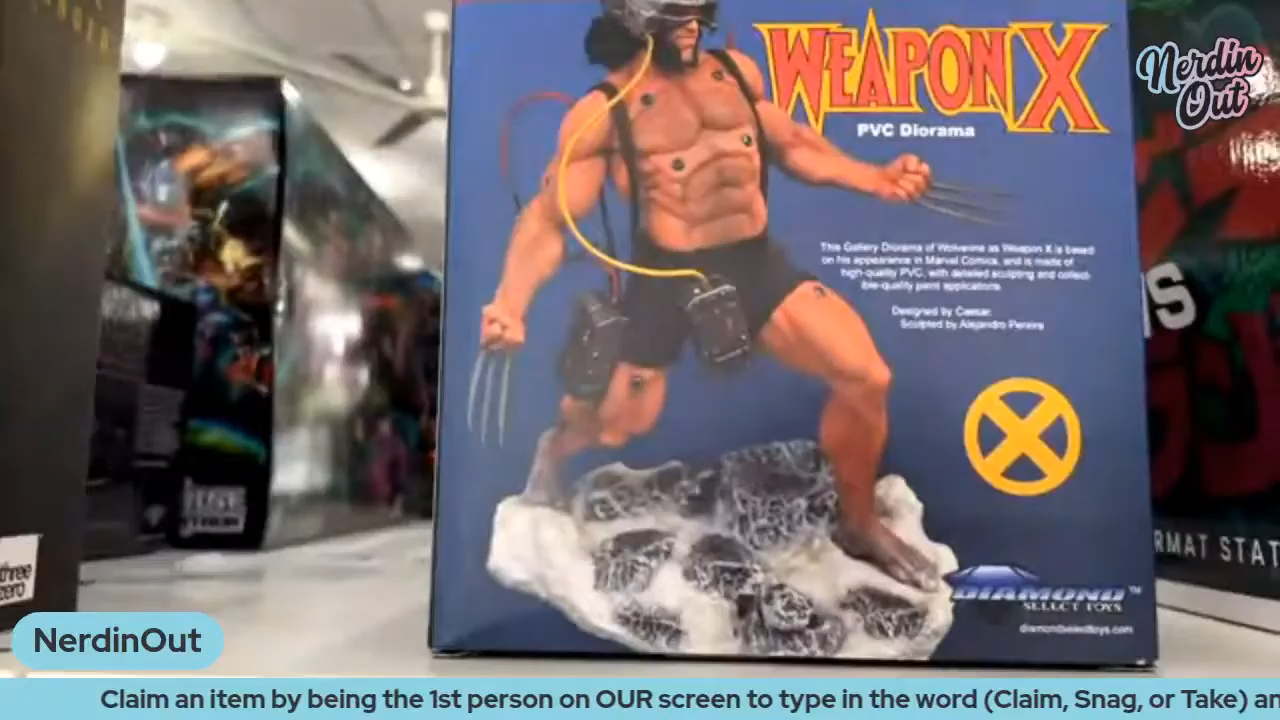 Nerdin
Out
WEAPON X
PVC Diorama
This Gallery Diorama of Wolverine as Weapon X is based
on his appearance in Marvel Comics, and is made of
high-quality PVC, with detailed sculpting and collect-
ible-quality paint applications.
Designed by Caesar.
Sculpted by Alejandro Pereira
DIAMOND™
SELECT TOYS
diamondselecttoys.com
RMAT STAT
three
zero
NerdinOut
Claim an item by being the 1st person on OUR screen to type in the word (Claim, Snag, or Take) an